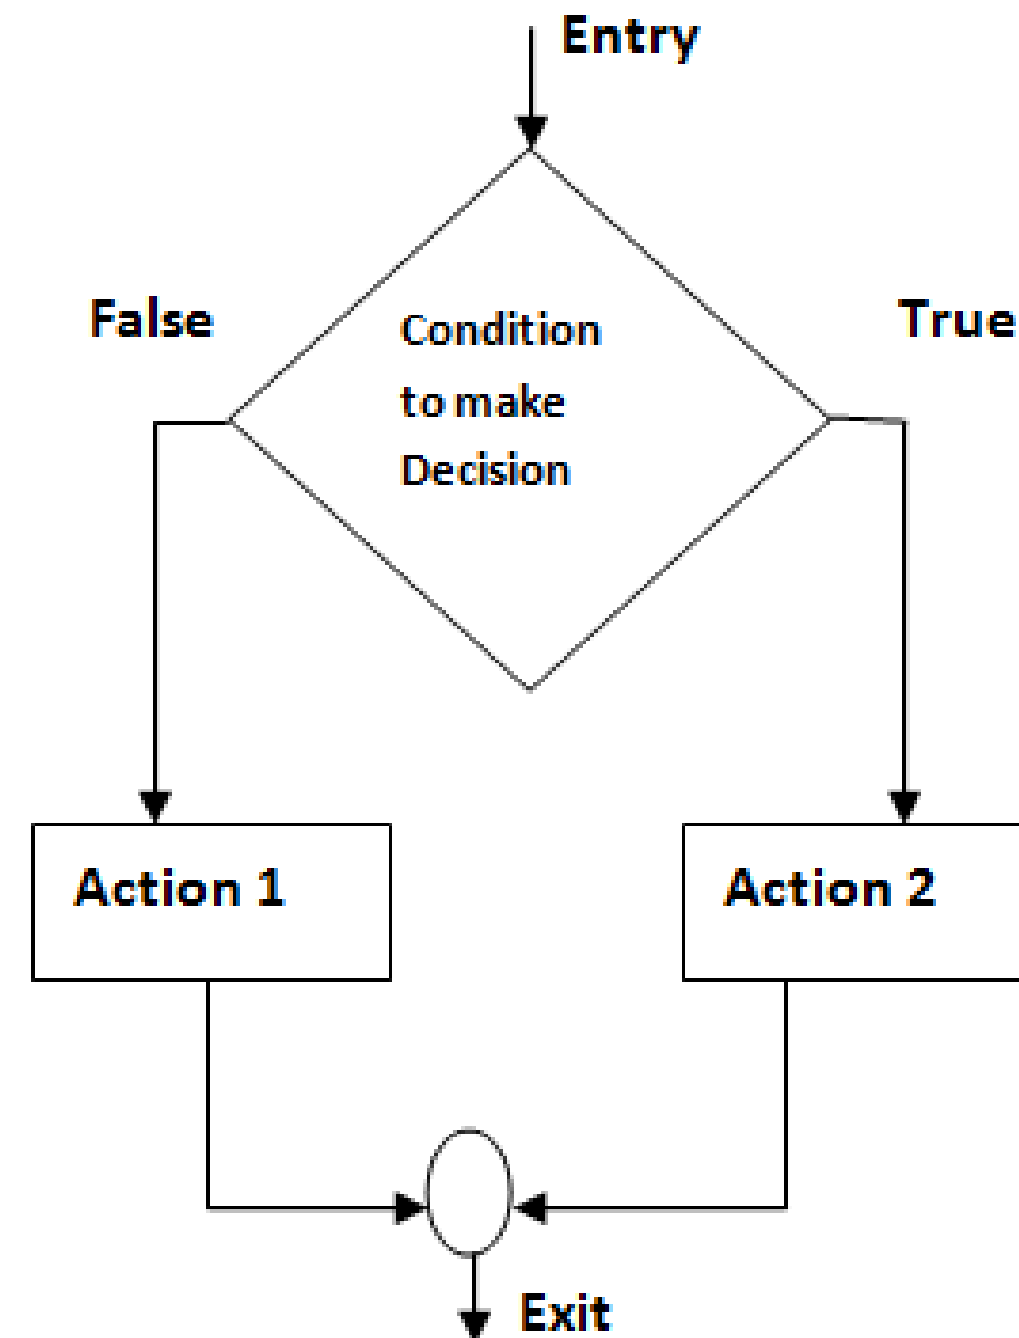 Entry
False
True
Condition
to make
Decision
Action 1
Action 2
Exit